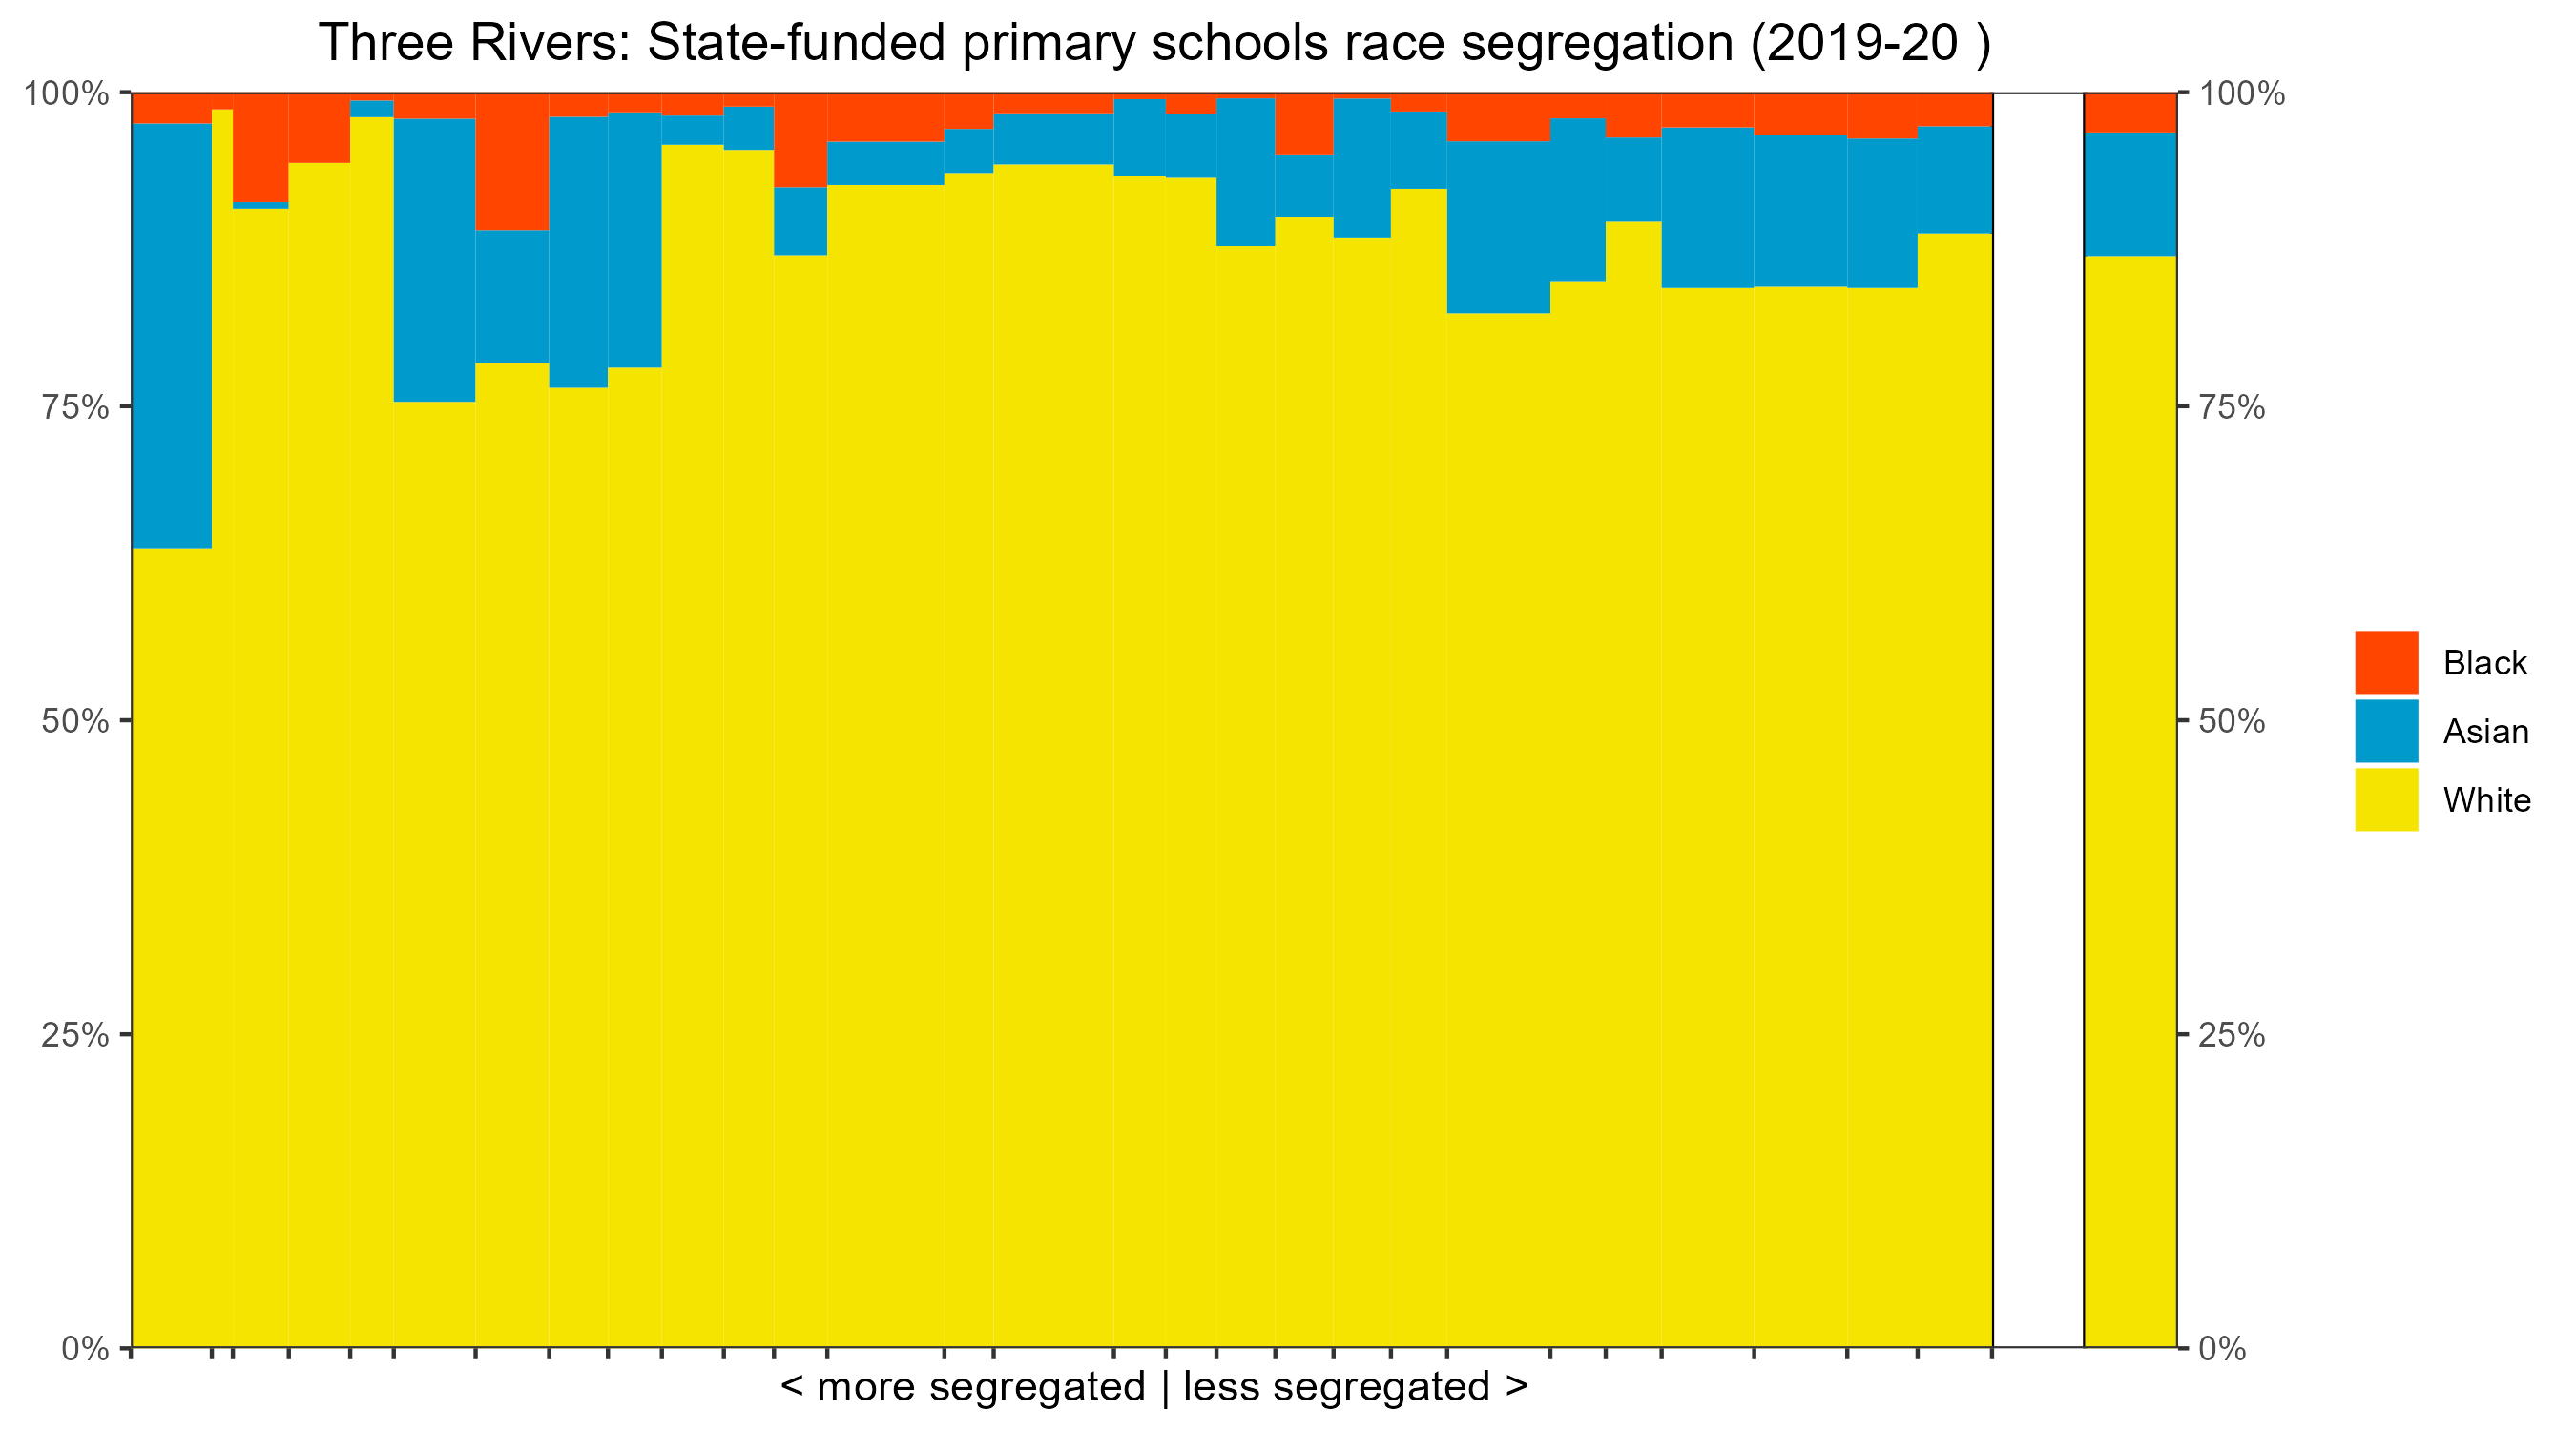 Three Rivers: State-funded primary schools race segregation (2019-20 )
100%
75%
50%
25%
0%
100%
75%
50%
25%
0%
Black
Asian
White
< more segregated | less segregated >